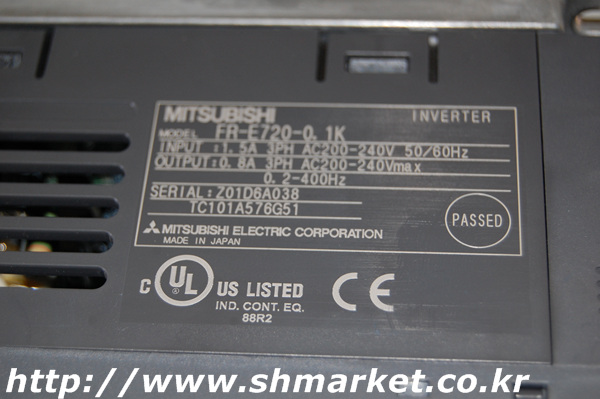 MITSUBISHI INVERTER
MODEL FR-E720-0.1K
INPUT : 1.5A 3PH AC200-240V 50/60Hz
OUTPUT: 0.8A 3PH AC200-240Vmax
0.2-400Hz
SERIAL: Z01D6A038
TC101A576G51
PASSED
MITSUBISHI ELECTRIC CORPORATION
MADE IN JAPAN
C UL US LISTED CE
IND. CONT. EQ.
88R2
http://www.shmarket.co.kr